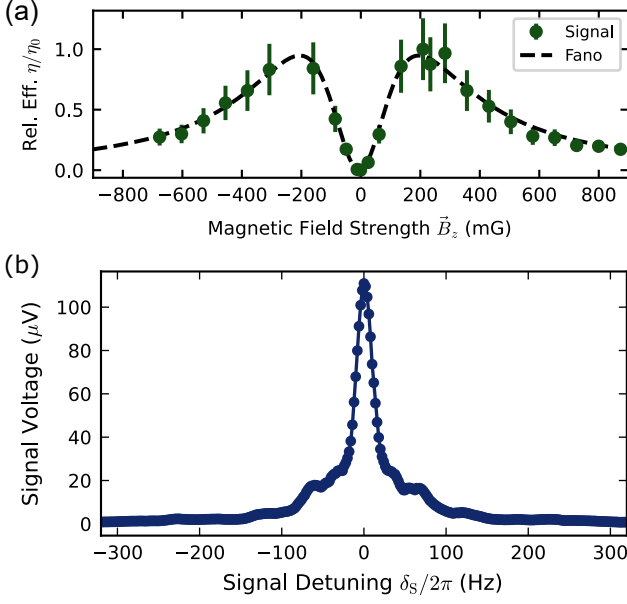 (a)
Rel. Eff. η/η₀
1.0
0.5
0.0
Signal
Fano
−800 −600 −400 −200 0 200 400 600 800
Magnetic Field Strength B⃗_z (mG)
(b)
Signal Voltage (μV)
100
80
60
40
20
0
−300 −200 −100 0 100 200 300
Signal Detuning δ_S/2π (Hz)